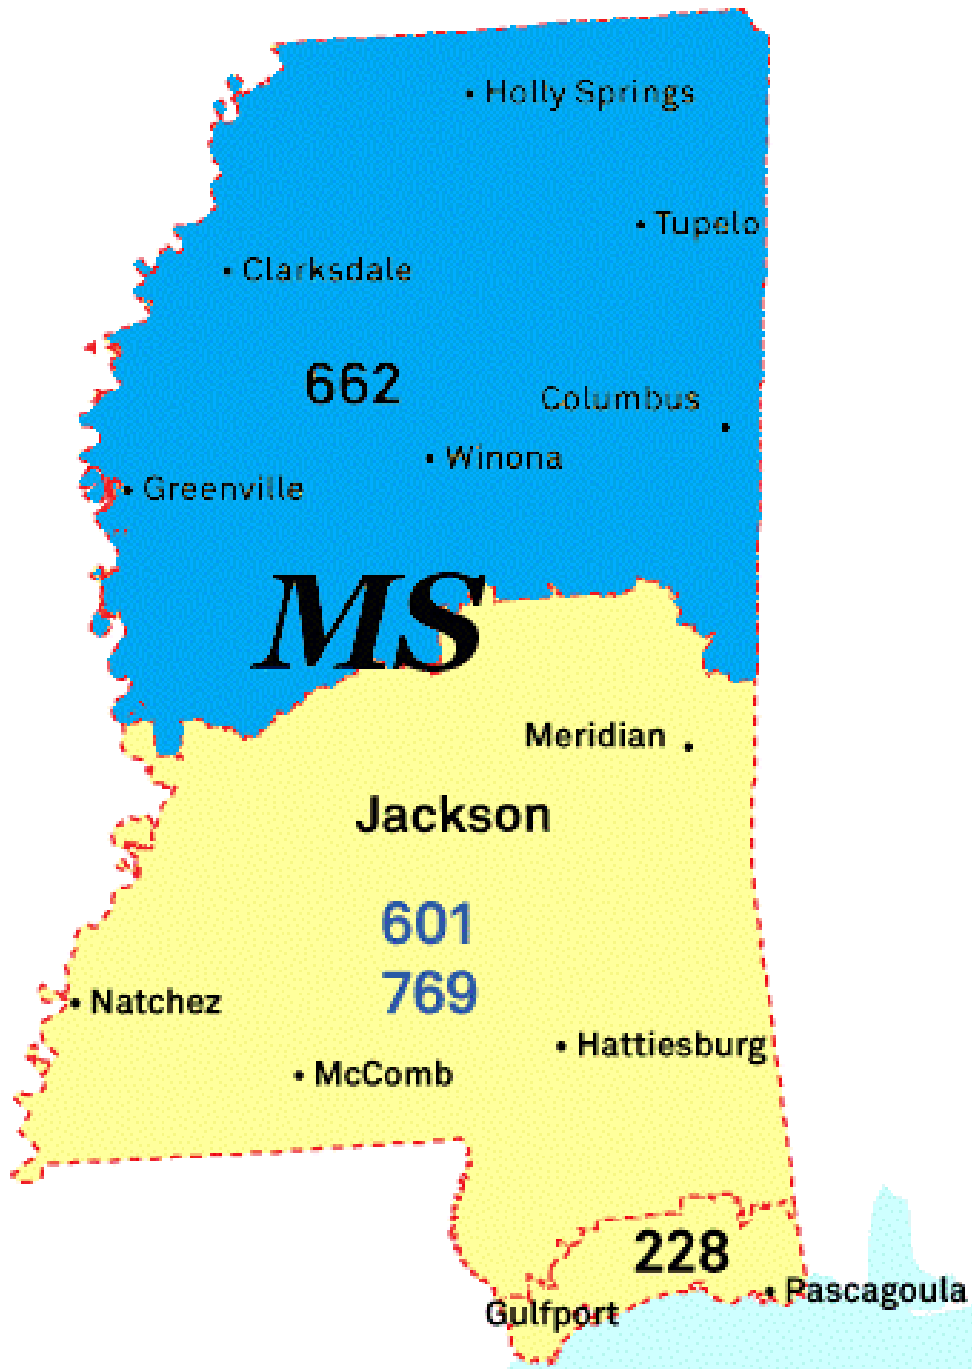 Holly Springs
Tupelo
Clarksdale
662
Columbus
Winona
Greenville
MS
Meridian
Jackson
601
769
Natchez
Hattiesburg
McComb
228
Pascagoula
Gulfport